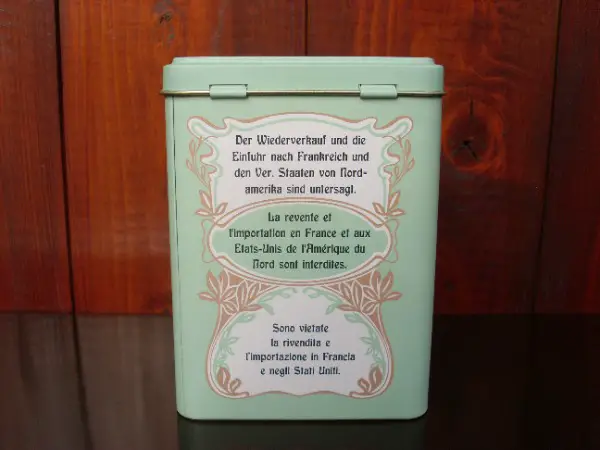 Der Wiederverkauf und die
Einfuhr nach Frankreich und
den Ver. Staaten von Nord-
amerika sind untersagt.
La revente et
l'importation en France et aux
Etats-Unis de l'Amérique du
Nord sont interdites.
Sono vietate
la rivendita e
l'importazione in Francia
e negli Stati Uniti.